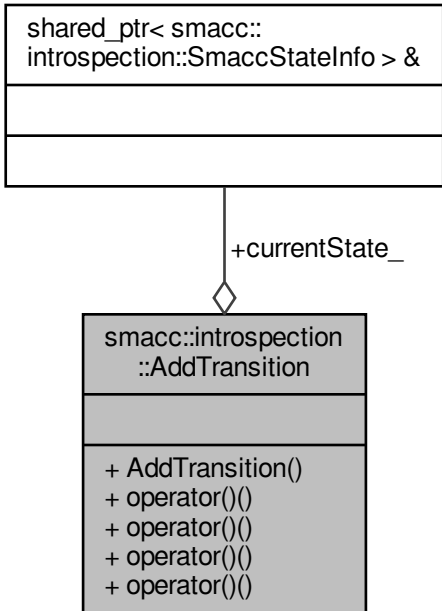 shared_ptr< smacc::
introspection::SmaccStateInfo > &
+currentState_
smacc::introspection
::AddTransition
+ AddTransition()
+ operator()()
+ operator()()
+ operator()()
+ operator()()